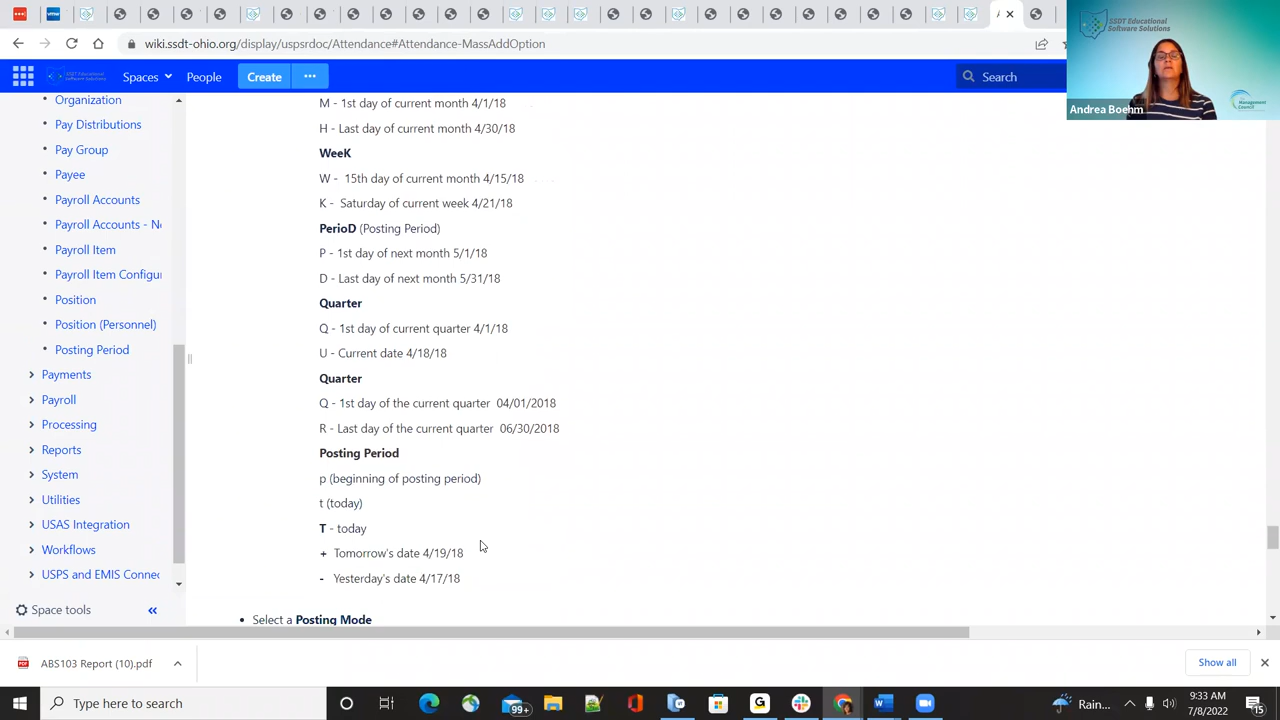 wiki.ssdt-ohio.org/display/uspsrdoc/Attendance#Attendance-MassAddOption
SSDT Educational
Software Solutions
Management
Council
Andrea Boehm
Spaces
People
Create
Search
Organization
Pay Distributions
Pay Group
Payee
Payroll Accounts
Payroll Accounts - N
Payroll Item
Payroll Item Configu
Position
Position (Personnel)
Posting Period
Payments
Payroll
Processing
Reports
System
Utilities
USAS Integration
Workflows
USPS and EMIS Connec
Space tools
M - 1st day of current month 4/1/18
H - Last day of current month 4/30/18
WeeK
W - 15th day of current month 4/15/18
K - Saturday of current week 4/21/18
PerioD (Posting Period)
P - 1st day of next month 5/1/18
D - Last day of next month 5/31/18
Quarter
Q - 1st day of current quarter 4/1/18
U - Current date 4/18/18
Quarter
Q - 1st day of the current quarter 04/01/2018
R - Last day of the current quarter 06/30/2018
Posting Period
p (beginning of posting period)
t (today)
T - today
+ Tomorrow's date 4/19/18
- Yesterday's date 4/17/18
• Select a Posting Mode
ABS103 Report (10).pdf
Show all
Type here to search
99+
Rain...
9:33 AM
7/8/2022
15